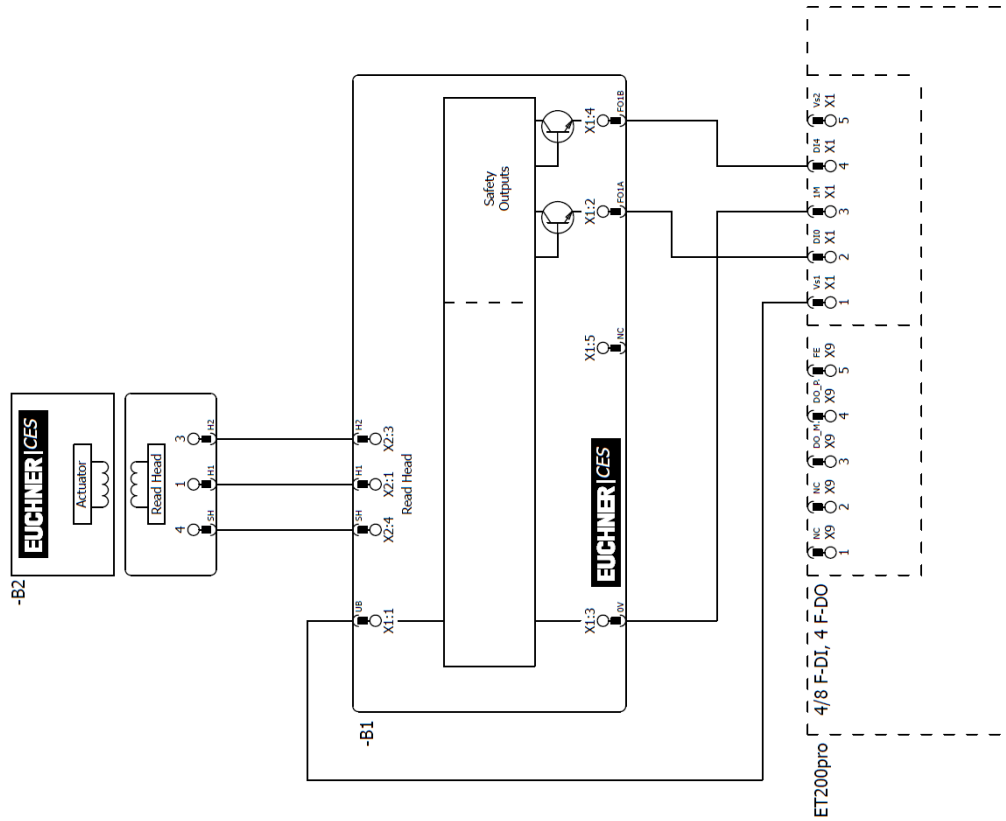 -B2
EUCHNER CES
Actuator
Read Head
4 SH
1 H1
3 H2
-B1
UB
X1:1
SH
X2:4
H1
X2:1
H2
X2:3
Read Head
Safety
Outputs
X1:3
0V
EUCHNER CES
X1:5
NC
X1:2
FO1A
X1:4
FO1B
ET200pro
4/8 F-DI, 4 F-DO
NC X9
1
NC X9
2
DO_M. X9
3
DO_P. X9
4
FE X9
5
Vs1 X1
1
DI0 X1
2
1M X1
3
DI4 X1
4
Vs2 X1
5